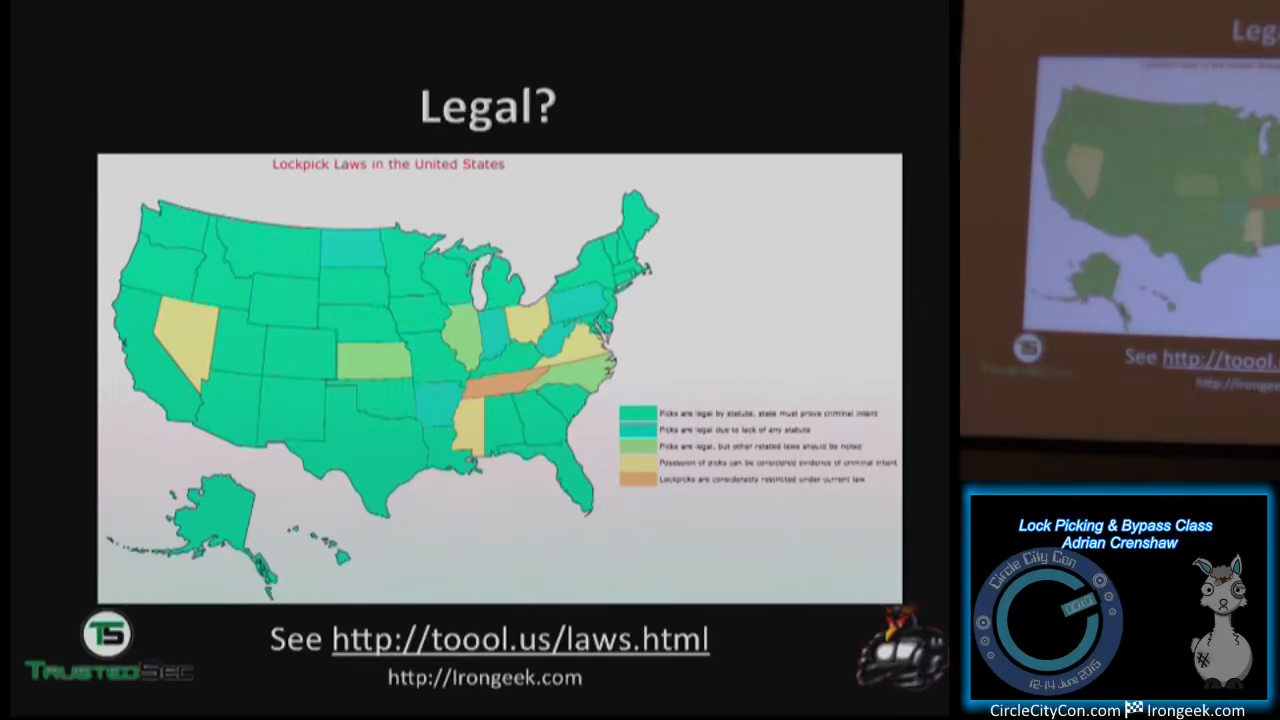 Legal?
Lockpick Laws in the United States
Picks are legal by statute, state must prove criminal intent
Picks are legal due to lack of any statute
Picks are legal, but other related laws should be noted
Possession of picks can be considered evidence of criminal intent
Lockpicks are considerably restricted under current law
See http://toool.us/laws.html
http://Irongeek.com
TS
TRUSTEDSEC
Lega
See http://toool.
http://Ironge
Lock Picking & Bypass Class
Adrian Crenshaw
Circle City Con
12-14 June 2015
CircleCityCon.com Irongeek.com